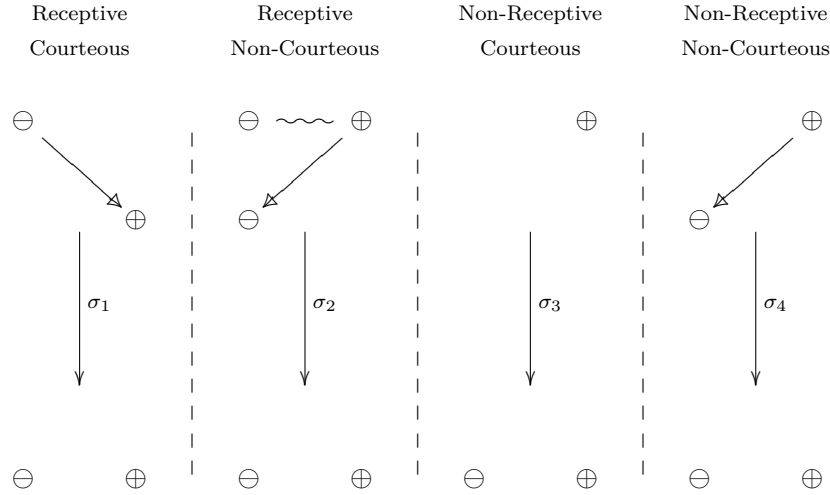 Receptive Receptive Non-Receptive Non-Receptive
Courteous Non-Courteous Courteous Non-Courteous
⊖ ⊕ ⊕ ⊕
⊕ ⊖ ⊖
σ1 σ2 σ3 σ4
⊖ ⊕ ⊖ ⊕ ⊖ ⊕ ⊖ ⊕